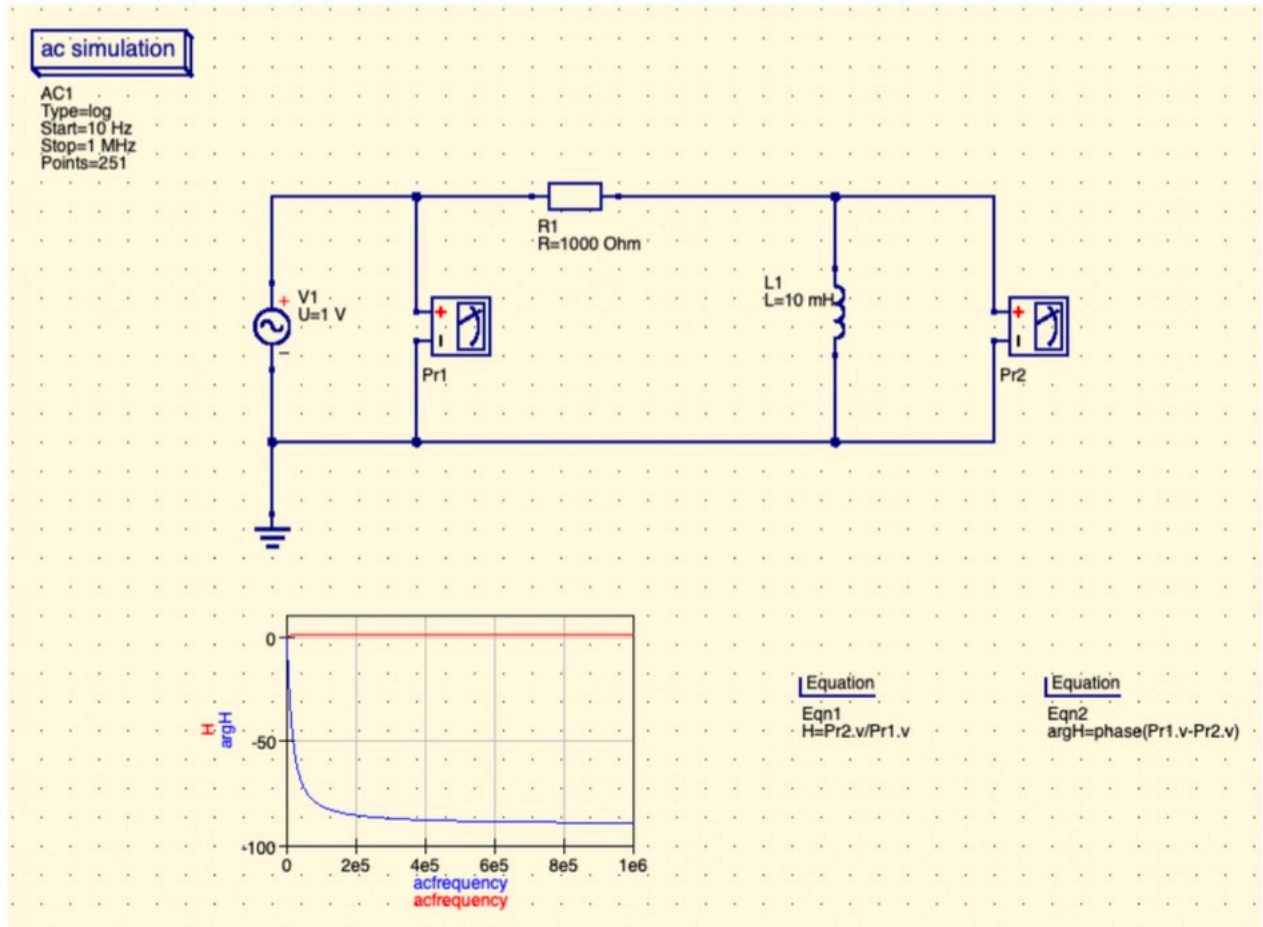 ac simulation
AC1
Type=log
Start=10 Hz
Stop=1 MHz
Points=251
R1
R=1000 Ohm
V1
U=1 V
L1
L=10 mH
Pr1
Pr2
0
-50
-100
H
argH
0
2e5
4e5
6e5
8e5
1e6
acfrequency
acfrequency
Equation
Eqn1
H=Pr2.v/Pr1.v
Equation
Eqn2
argH=phase(Pr1.v-Pr2.v)